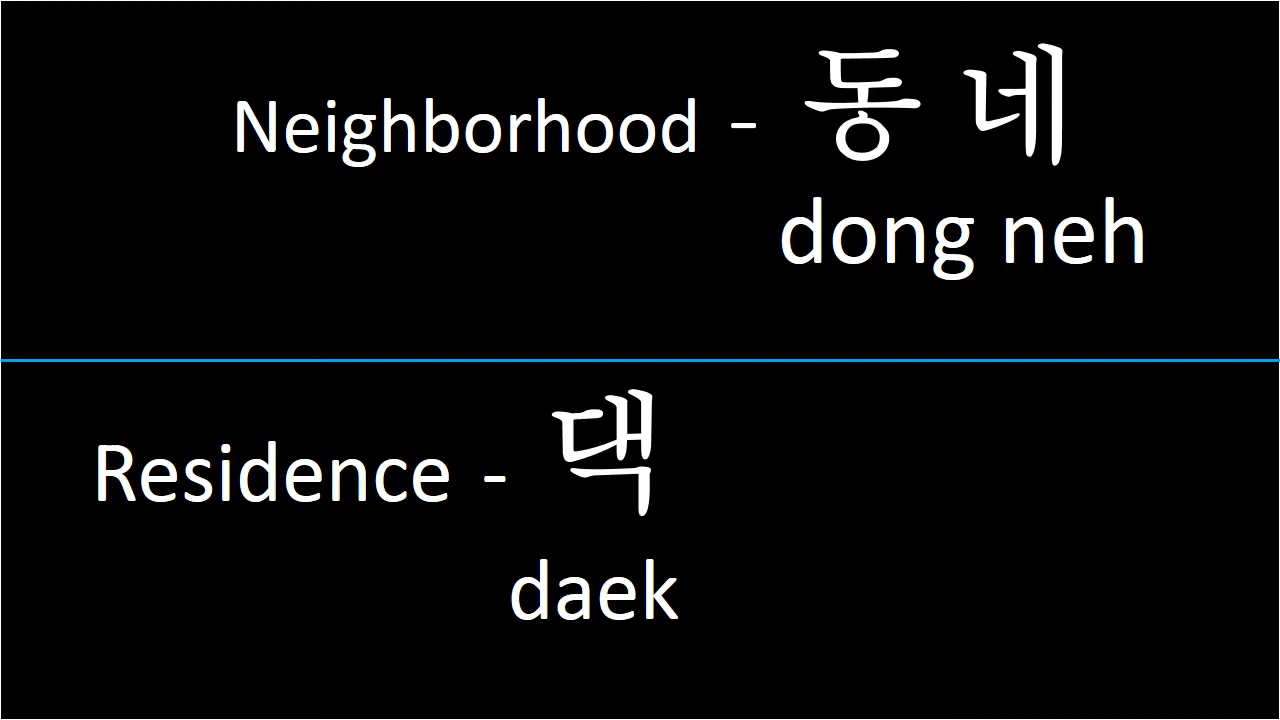 Neighborhood - 동 네
dong neh
Residence - 댁
daek